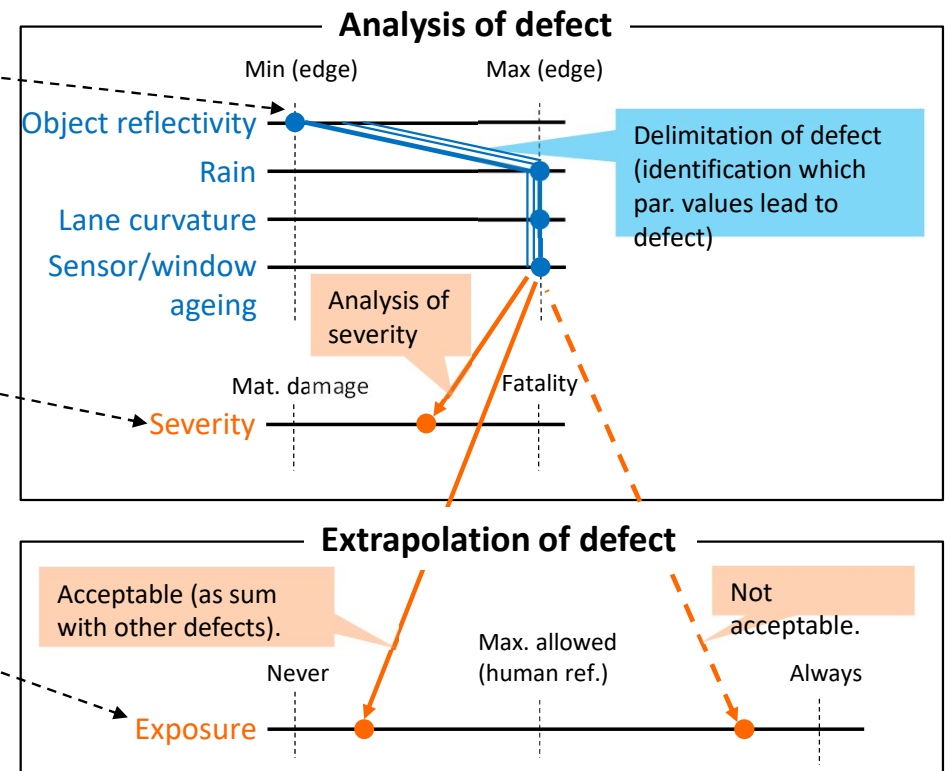 Analysis of defect
Min (edge)
Max (edge)
Object reflectivity
Rain
Lane curvature
Sensor/window
ageing
Delimitation of defect
(identification which
par. values lead to
defect)
Analysis of
severity
Mat. damage
Fatality
Severity
Extrapolation of defect
Acceptable (as sum
with other defects).
Not
acceptable.
Max. allowed
(human ref.)
Never
Always
Exposure